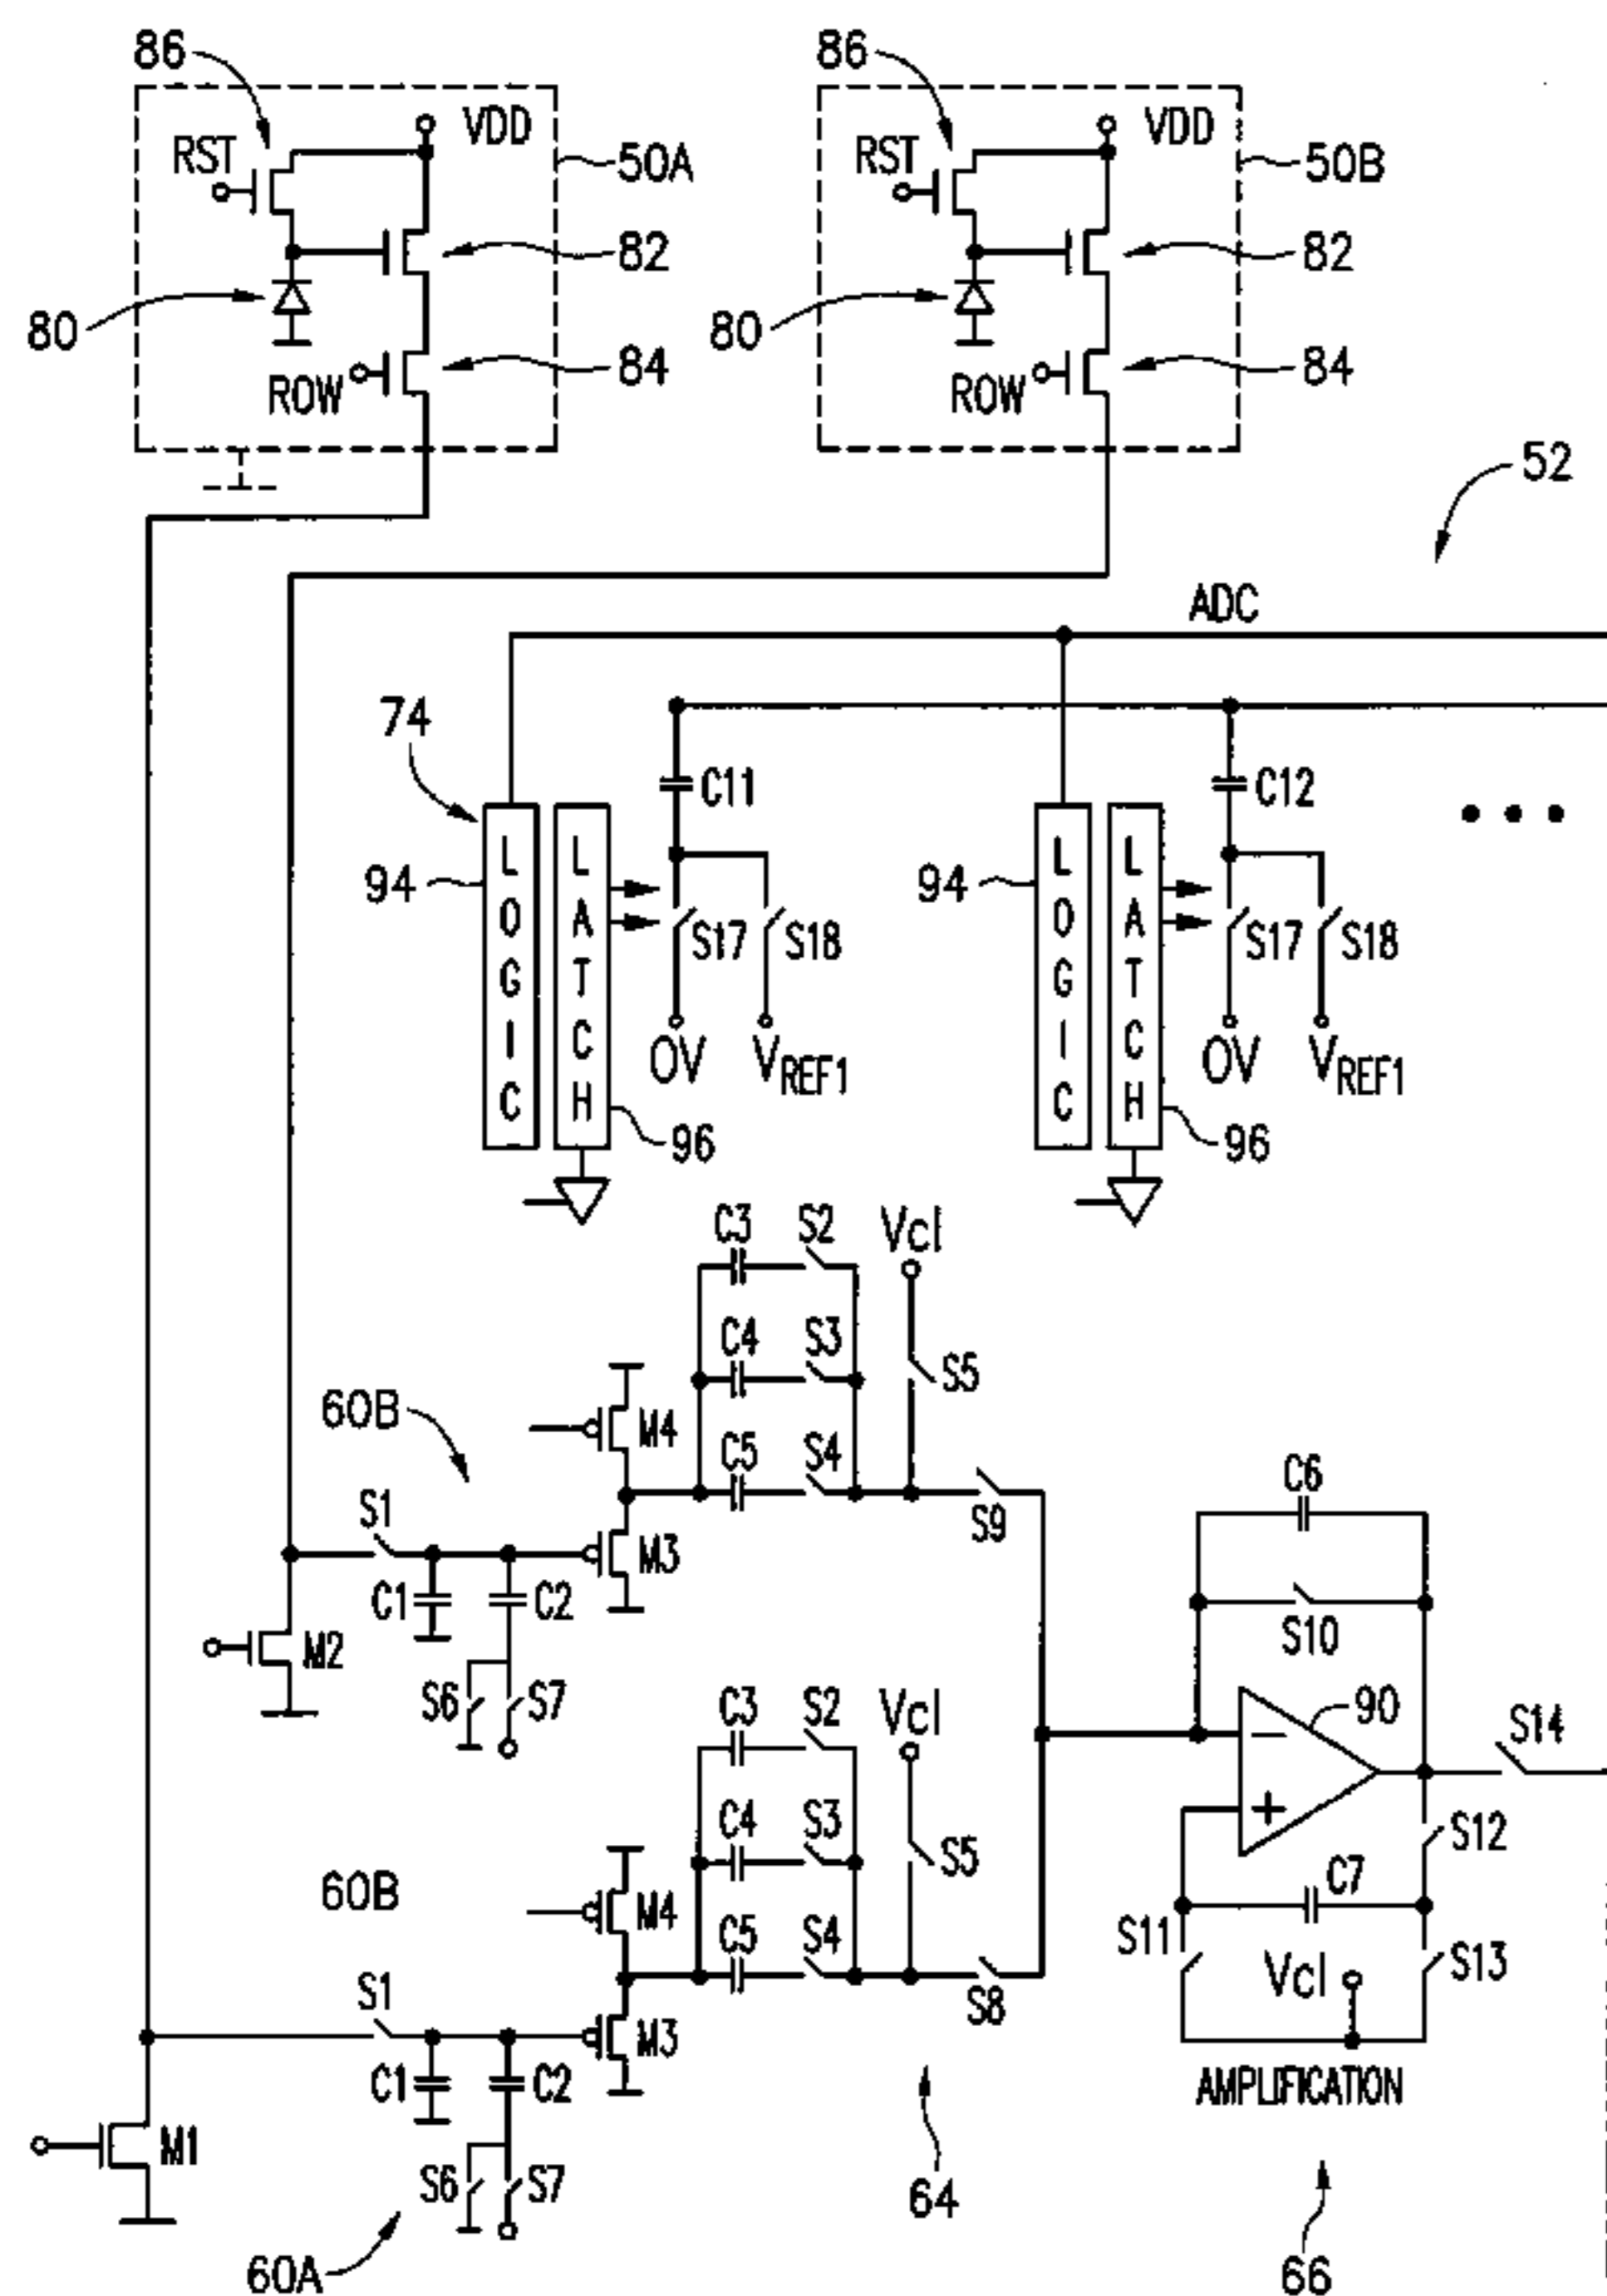 86
86
RST
VDD
50A
RST
VDD
50B
82
82
80
80
ROW
84
ROW
84
52
ADC
74
C11
C12
94
LOGIC
LATCH
S17
S18
94
LOGIC
LATCH
S17
S18
0V
VREF1
0V
VREF1
96
96
C3
S2
Vcl
C4
S3
S5
60B
M4
C5
S4
C6
S1
S9
M3
C1
C2
S10
M2
S6
S7
C3
S2
Vcl
90
S14
C4
S3
S5
S12
60B
M4
C5
S4
C7
S11
Vcl
S13
S1
S8
M3
C1
C2
AMPLIFICATION
M1
S6
S7
64
60A
66